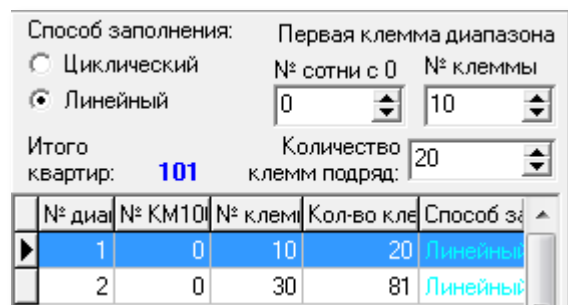 Способ заполнения:
Первая клемма диапазона
Циклический
№ сотни с 0
№ клеммы
Линейный
0
10
Итого квартир: 101
Количество клемм подряд: 20
№ диа № КМ10 № клем Кол-во кле Способ за
1 0 10 20 Линейный
2 0 30 81 Линейный